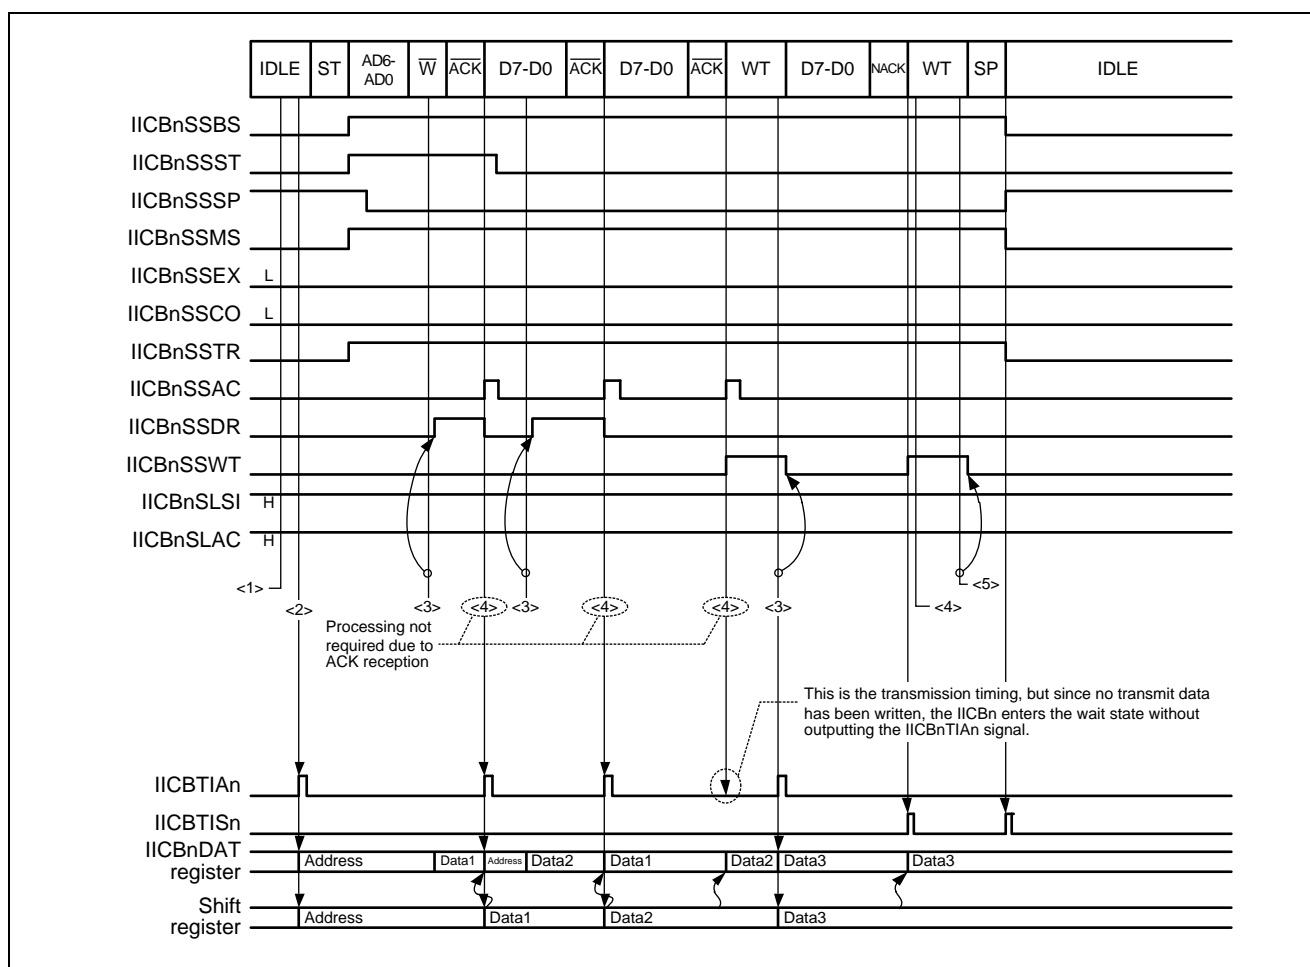 IDLE ST AD6- W ACK D7-D0 ACK D7-D0 ACK WT D7-D0 NACK WT SP IDLE
AD0
IICBnSSBS
IICBnSSST
IICBnSSSP
IICBnSSMS
IICBnSSEX L
IICBnSSCO L
IICBnSSTR
IICBnSSAC
IICBnSSDR
IICBnSSWT
IICBnSLSI H
IICBnSLAC H
<1> <5>
<2> <3> <4> <3> <4> <4> <3> <4>
Processing not
required due to
ACK reception
This is the transmission timing, but since no transmit data
has been written, the IICBn enters the wait state without
outputting the IICBnTIAn signal.
IICBTIAn
IICBTISn
IICBnDAT
register
Address Data1 Address Data2 Data1 Data2 Data3 Data3
Shift
register
Address Data1 Data2 Data3